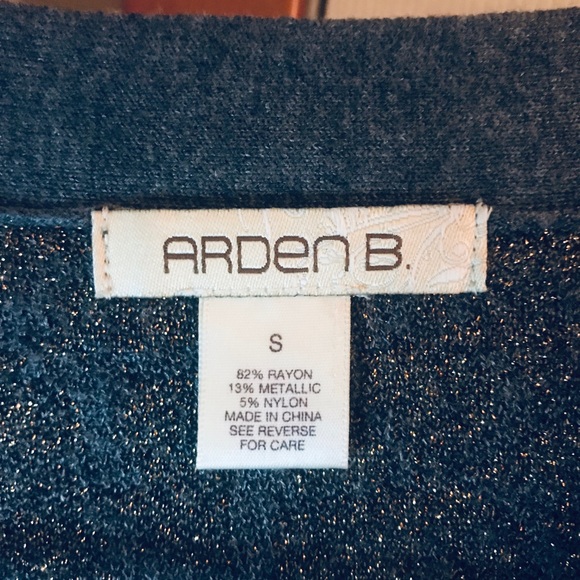 ARDEN B.
S
82% RAYON
13% METALLIC
5% NYLON
MADE IN CHINA
SEE REVERSE
FOR CARE